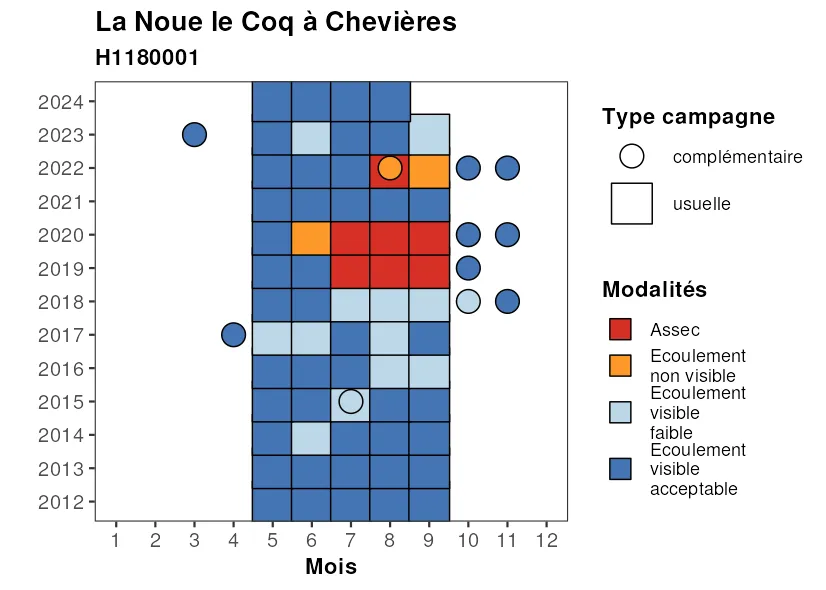 La Noue le Coq à Chevières
H1180001
2024
2023
2022
2021
2020
2019
2018
2017
2016
2015
2014
2013
2012
1 2 3 4 5 6 7 8 9 10 11 12
Mois
Type campagne
complémentaire
usuelle
Modalités
Assec
Ecoulement
non visible
Ecoulement
visible
faible
Ecoulement
visible
acceptable